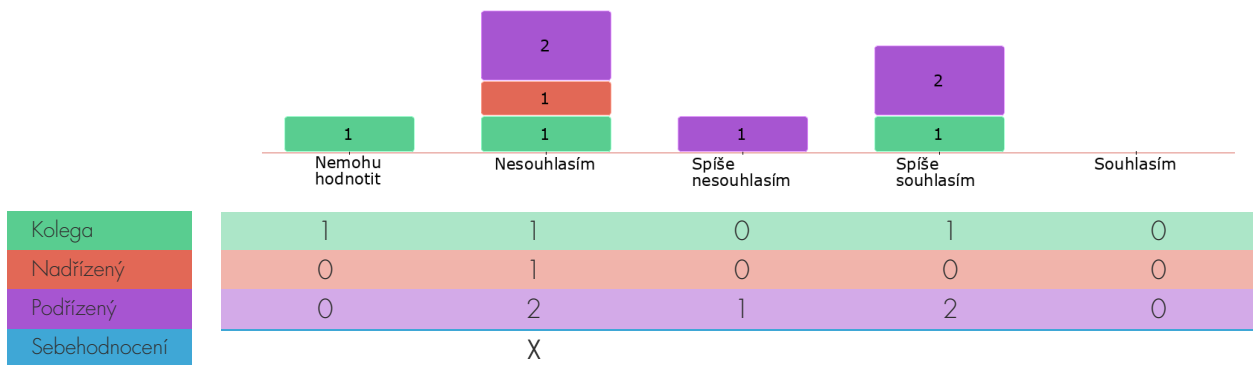 2
2
1
1
1
1
1
Nemohu
hodnotit
Nesouhlasím
Spíše
nesouhlasím
Spíše
souhlasím
Souhlasím
Kolega 1 1 0 1 0
Nadřízený 0 1 0 0 0
Podřízený 0 2 1 2 0
Sebehodnocení X